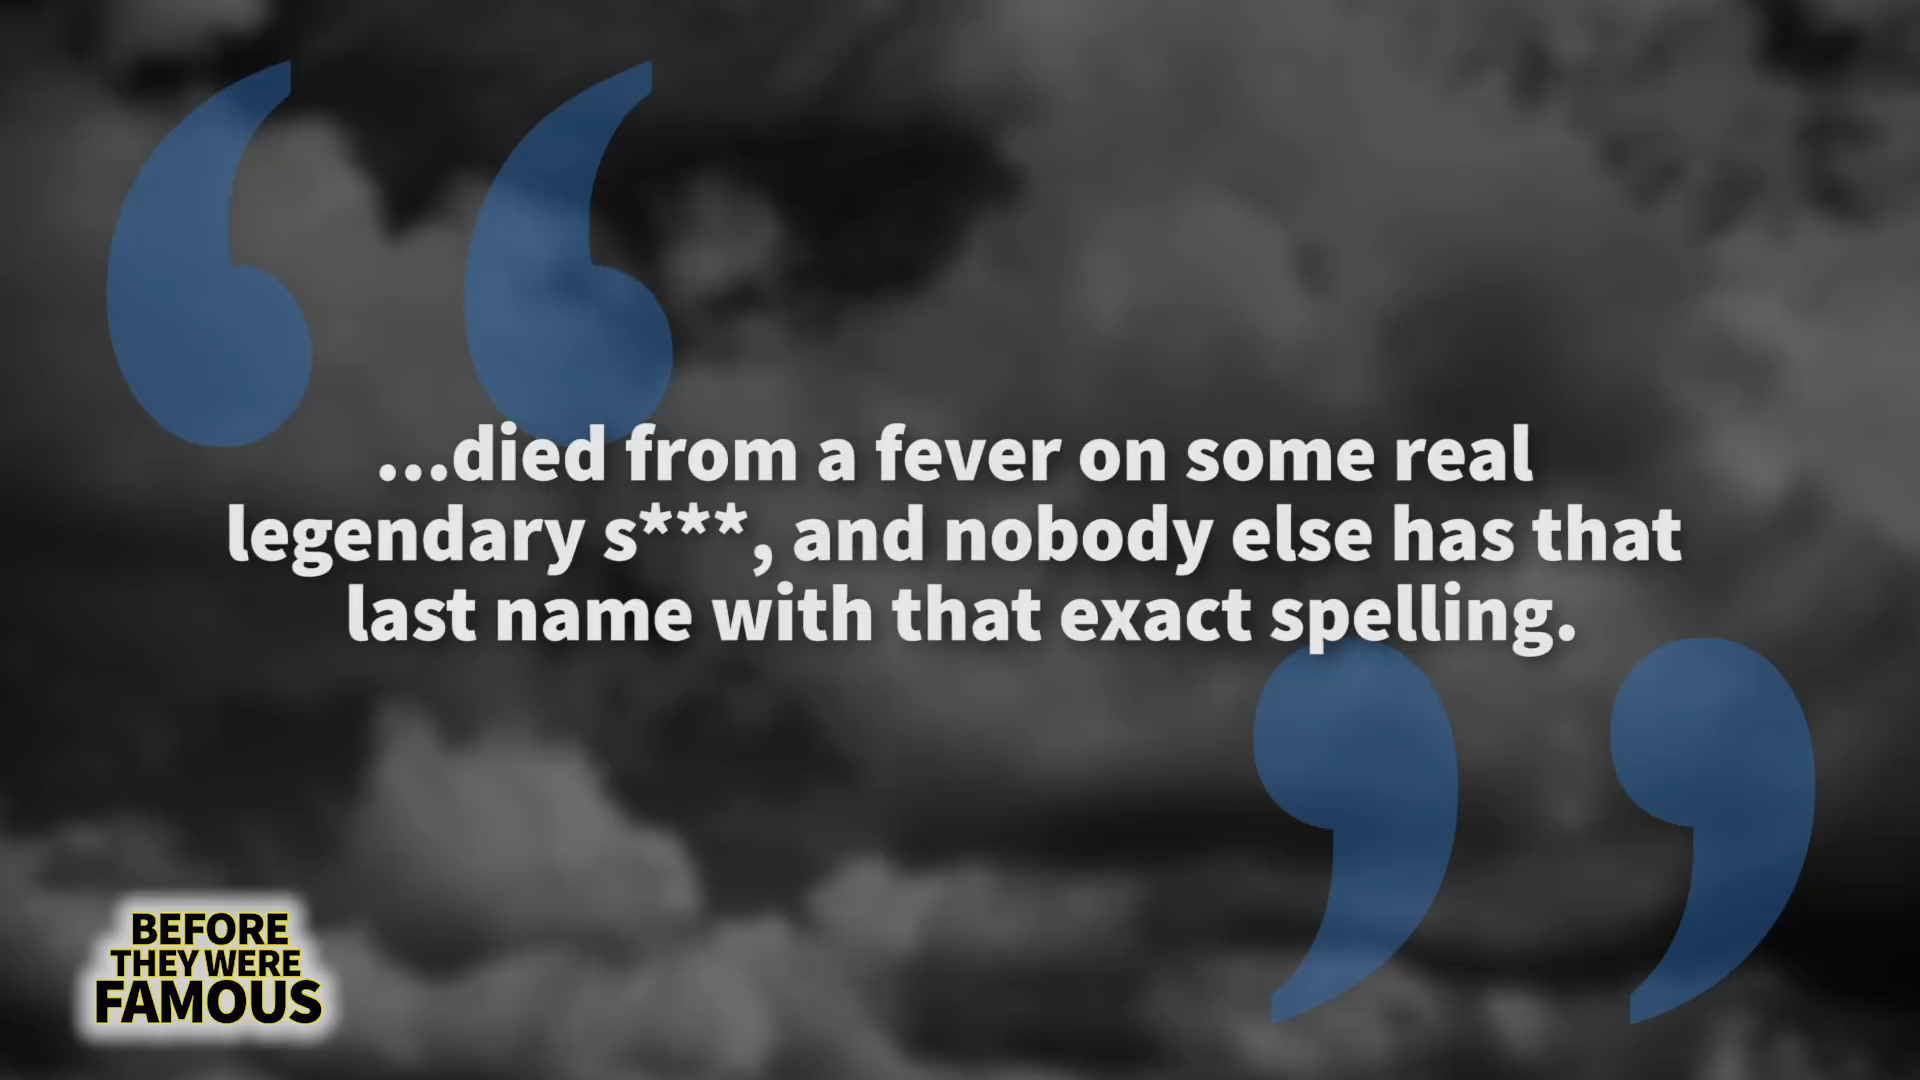 ...died from a fever on some real
legendary s***, and nobody else has that
last name with that exact spelling.
BEFORE
THEY WERE
FAMOUS